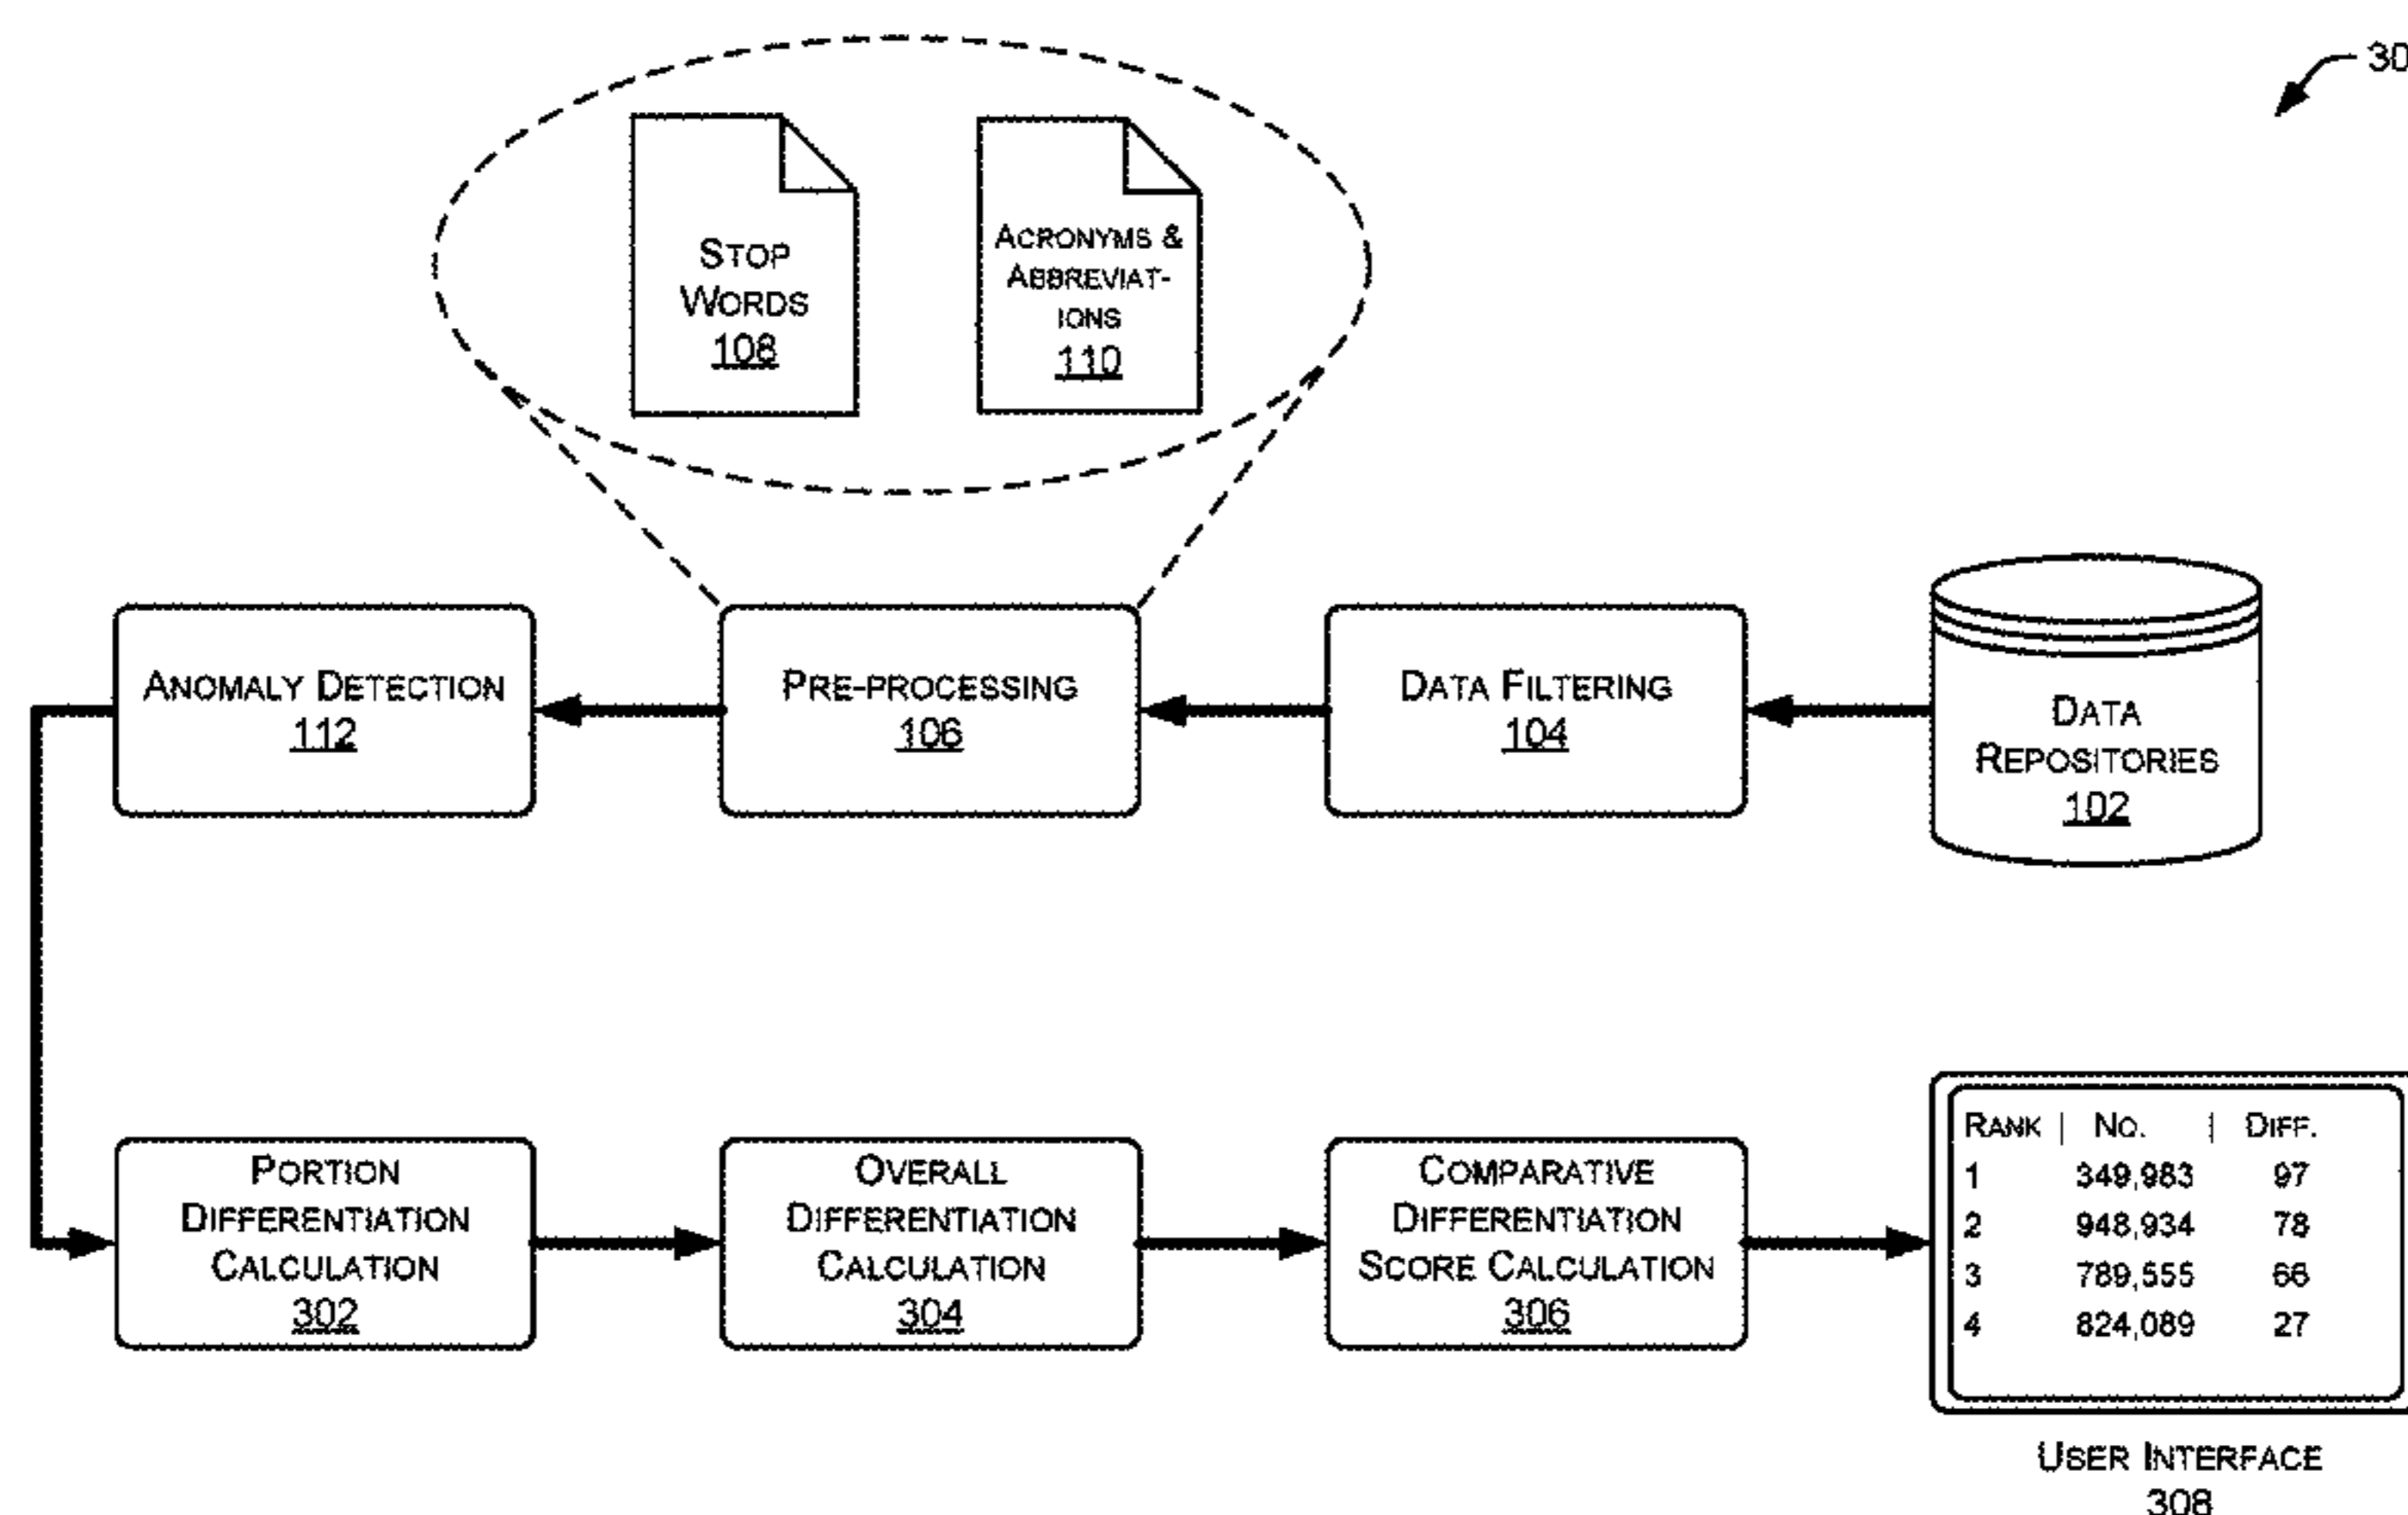 30
STOP
WORDS
108
ACRONYMS &
ABBREVIAT-
IONS
110
ANOMALY DETECTION
112
PRE-PROCESSING
106
DATA FILTERING
104
DATA
REPOSITORIES
102
PORTION
DIFFERENTIATION
CALCULATION
302
OVERALL
DIFFERENTIATION
CALCULATION
304
COMPARATIVE
DIFFERENTIATION
SCORE CALCULATION
306
RANK | NO. | DIFF.
1 349,983 97
2 948,934 78
3 789,555 66
4 824,089 27
USER INTERFACE
308